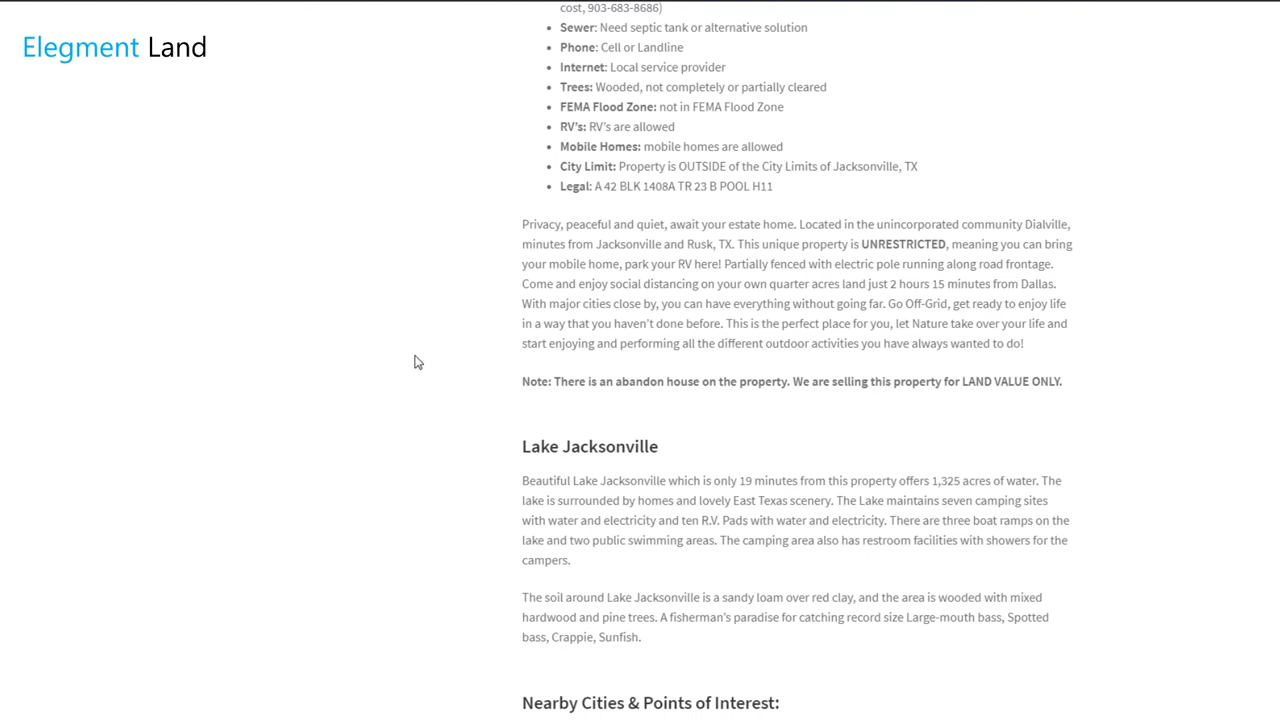 cost, 903-683-8686)
Elegment Land
• Sewer: Need septic tank or alternative solution
• Phone: Cell or Landline
• Internet: Local service provider
• Trees: Wooded, not completely or partially cleared
• FEMA Flood Zone: not in FEMA Flood Zone
• RV's: RV's are allowed
• Mobile Homes: mobile homes are allowed
• City Limit: Property is OUTSIDE of the City Limits of Jacksonville, TX
• Legal: A 42 BLK 1408A TR 23 B POOL H11
Privacy, peaceful and quiet, await your estate home. Located in the unincorporated community Dialville,
minutes from Jacksonville and Rusk, TX. This unique property is UNRESTRICTED, meaning you can bring
your mobile home, park your RV here! Partially fenced with electric pole running along road frontage.
Come and enjoy social distancing on your own quarter acres land just 2 hours 15 minutes from Dallas.
With major cities close by, you can have everything without going far. Go Off-Grid, get ready to enjoy life
in a way that you haven't done before. This is the perfect place for you, let Nature take over your life and
start enjoying and performing all the different outdoor activities you have always wanted to do!
Note: There is an abandon house on the property. We are selling this property for LAND VALUE ONLY.
Lake Jacksonville
Beautiful Lake Jacksonville which is only 19 minutes from this property offers 1,325 acres of water. The
lake is surrounded by homes and lovely East Texas scenery. The Lake maintains seven camping sites
with water and electricity and ten R.V. Pads with water and electricity. There are three boat ramps on the
lake and two public swimming areas. The camping area also has restroom facilities with showers for the
campers.
The soil around Lake Jacksonville is a sandy loam over red clay, and the area is wooded with mixed
hardwood and pine trees. A fisherman's paradise for catching record size Large-mouth bass, Spotted
bass, Crappie, Sunfish.
Nearby Cities & Points of Interest: